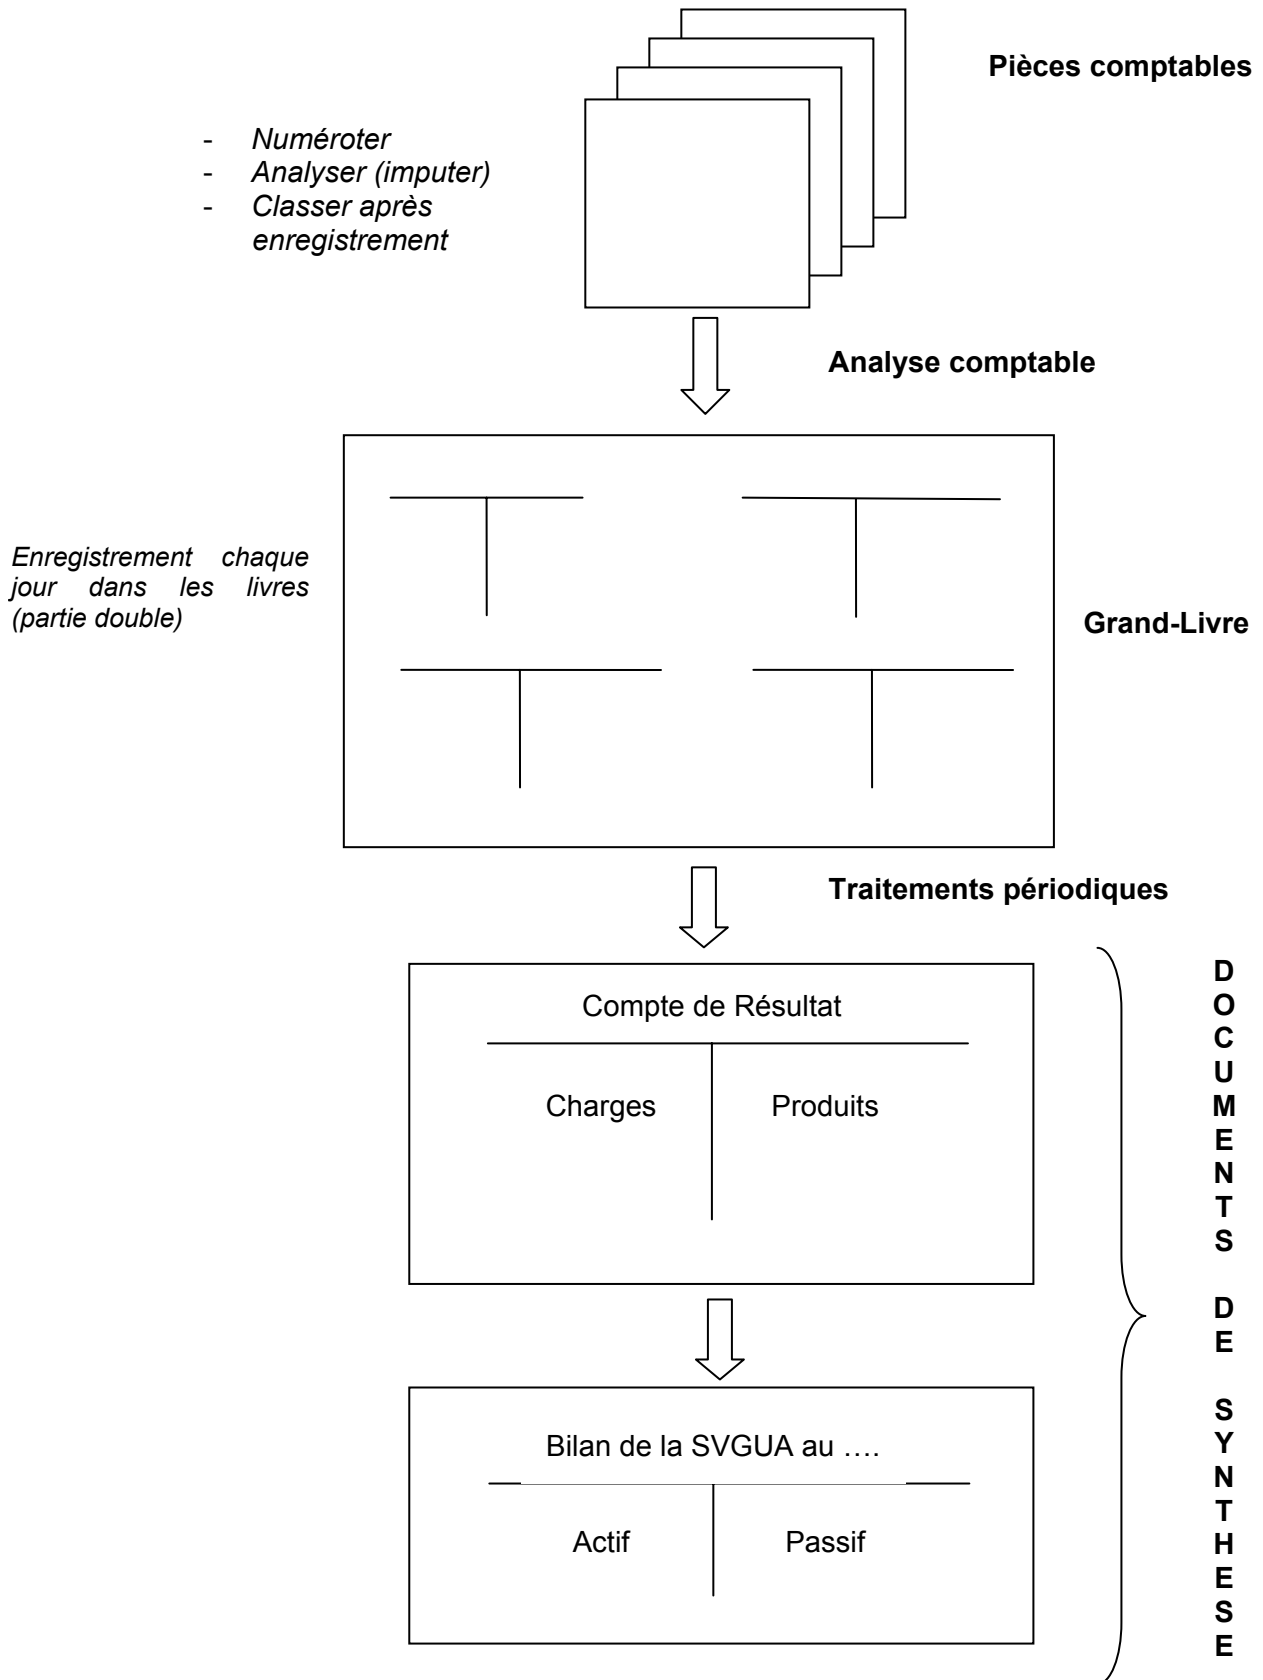 Pièces comptables
- Numéroter
- Analyser (imputer)
- Classer après
enregistrement
Analyse comptable
Enregistrement chaque
jour dans les livres
(partie double)
Grand-Livre
Traitements périodiques
Compte de Résultat
Charges Produits
Bilan de la SVGUA au ….
Actif Passif
D
O
C
U
M
E
N
T
S
D
E
S
Y
N
T
H
E
S
E